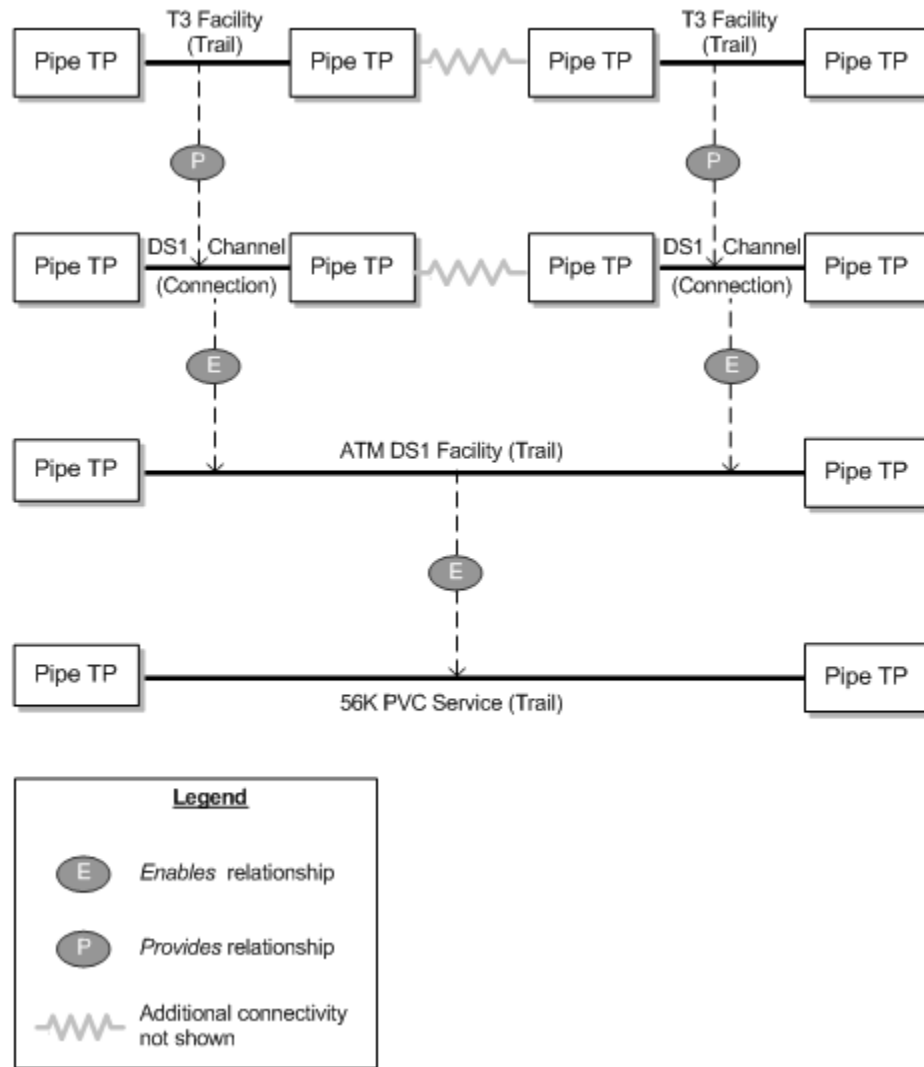 T3 Facility
(Trail)
T3 Facility
(Trail)
Pipe TP
Pipe TP
Pipe TP
Pipe TP
P
P
Pipe TP
DS1 Channel
(Connection)
Pipe TP
Pipe TP
DS1 Channel
(Connection)
Pipe TP
E
E
Pipe TP
ATM DS1 Facility (Trail)
Pipe TP
E
Pipe TP
56K PVC Service (Trail)
Pipe TP
Legend
E Enables relationship
P Provides relationship
Additional connectivity
not shown